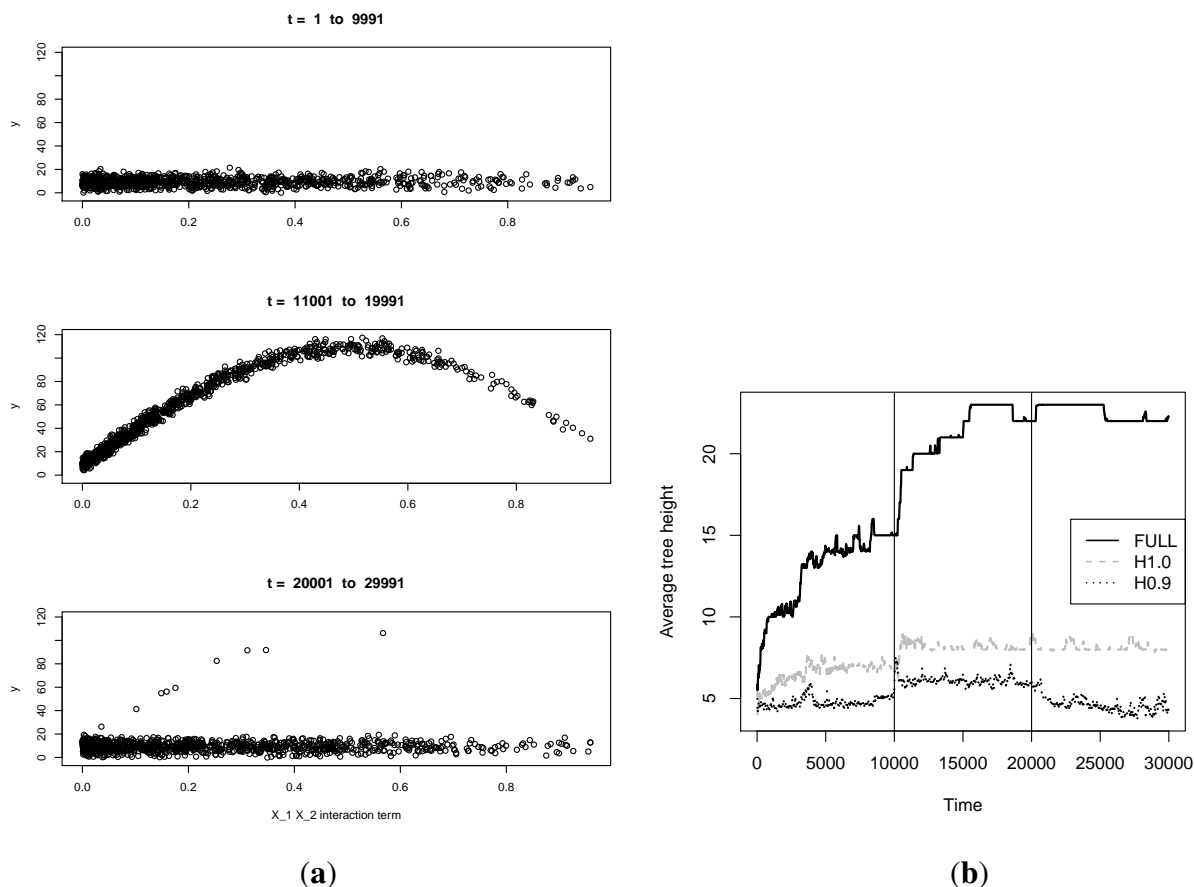 t = 1 to 9991
120
100
80
60
40
20
0
y
0.0 0.2 0.4 0.6 0.8
t = 11001 to 19991
120
80
60
40
20
0
y
0.0 0.2 0.4 0.6 0.8
t = 20001 to 29991
120
80
60
40
20
0
y
0.0 0.2 0.4 0.6 0.8
X_1 X_2 interaction term
(a)
Average tree height
20
15
10
5
FULL
H1.0
H0.9
0 5000 10000 15000 20000 25000 30000
Time
(b)